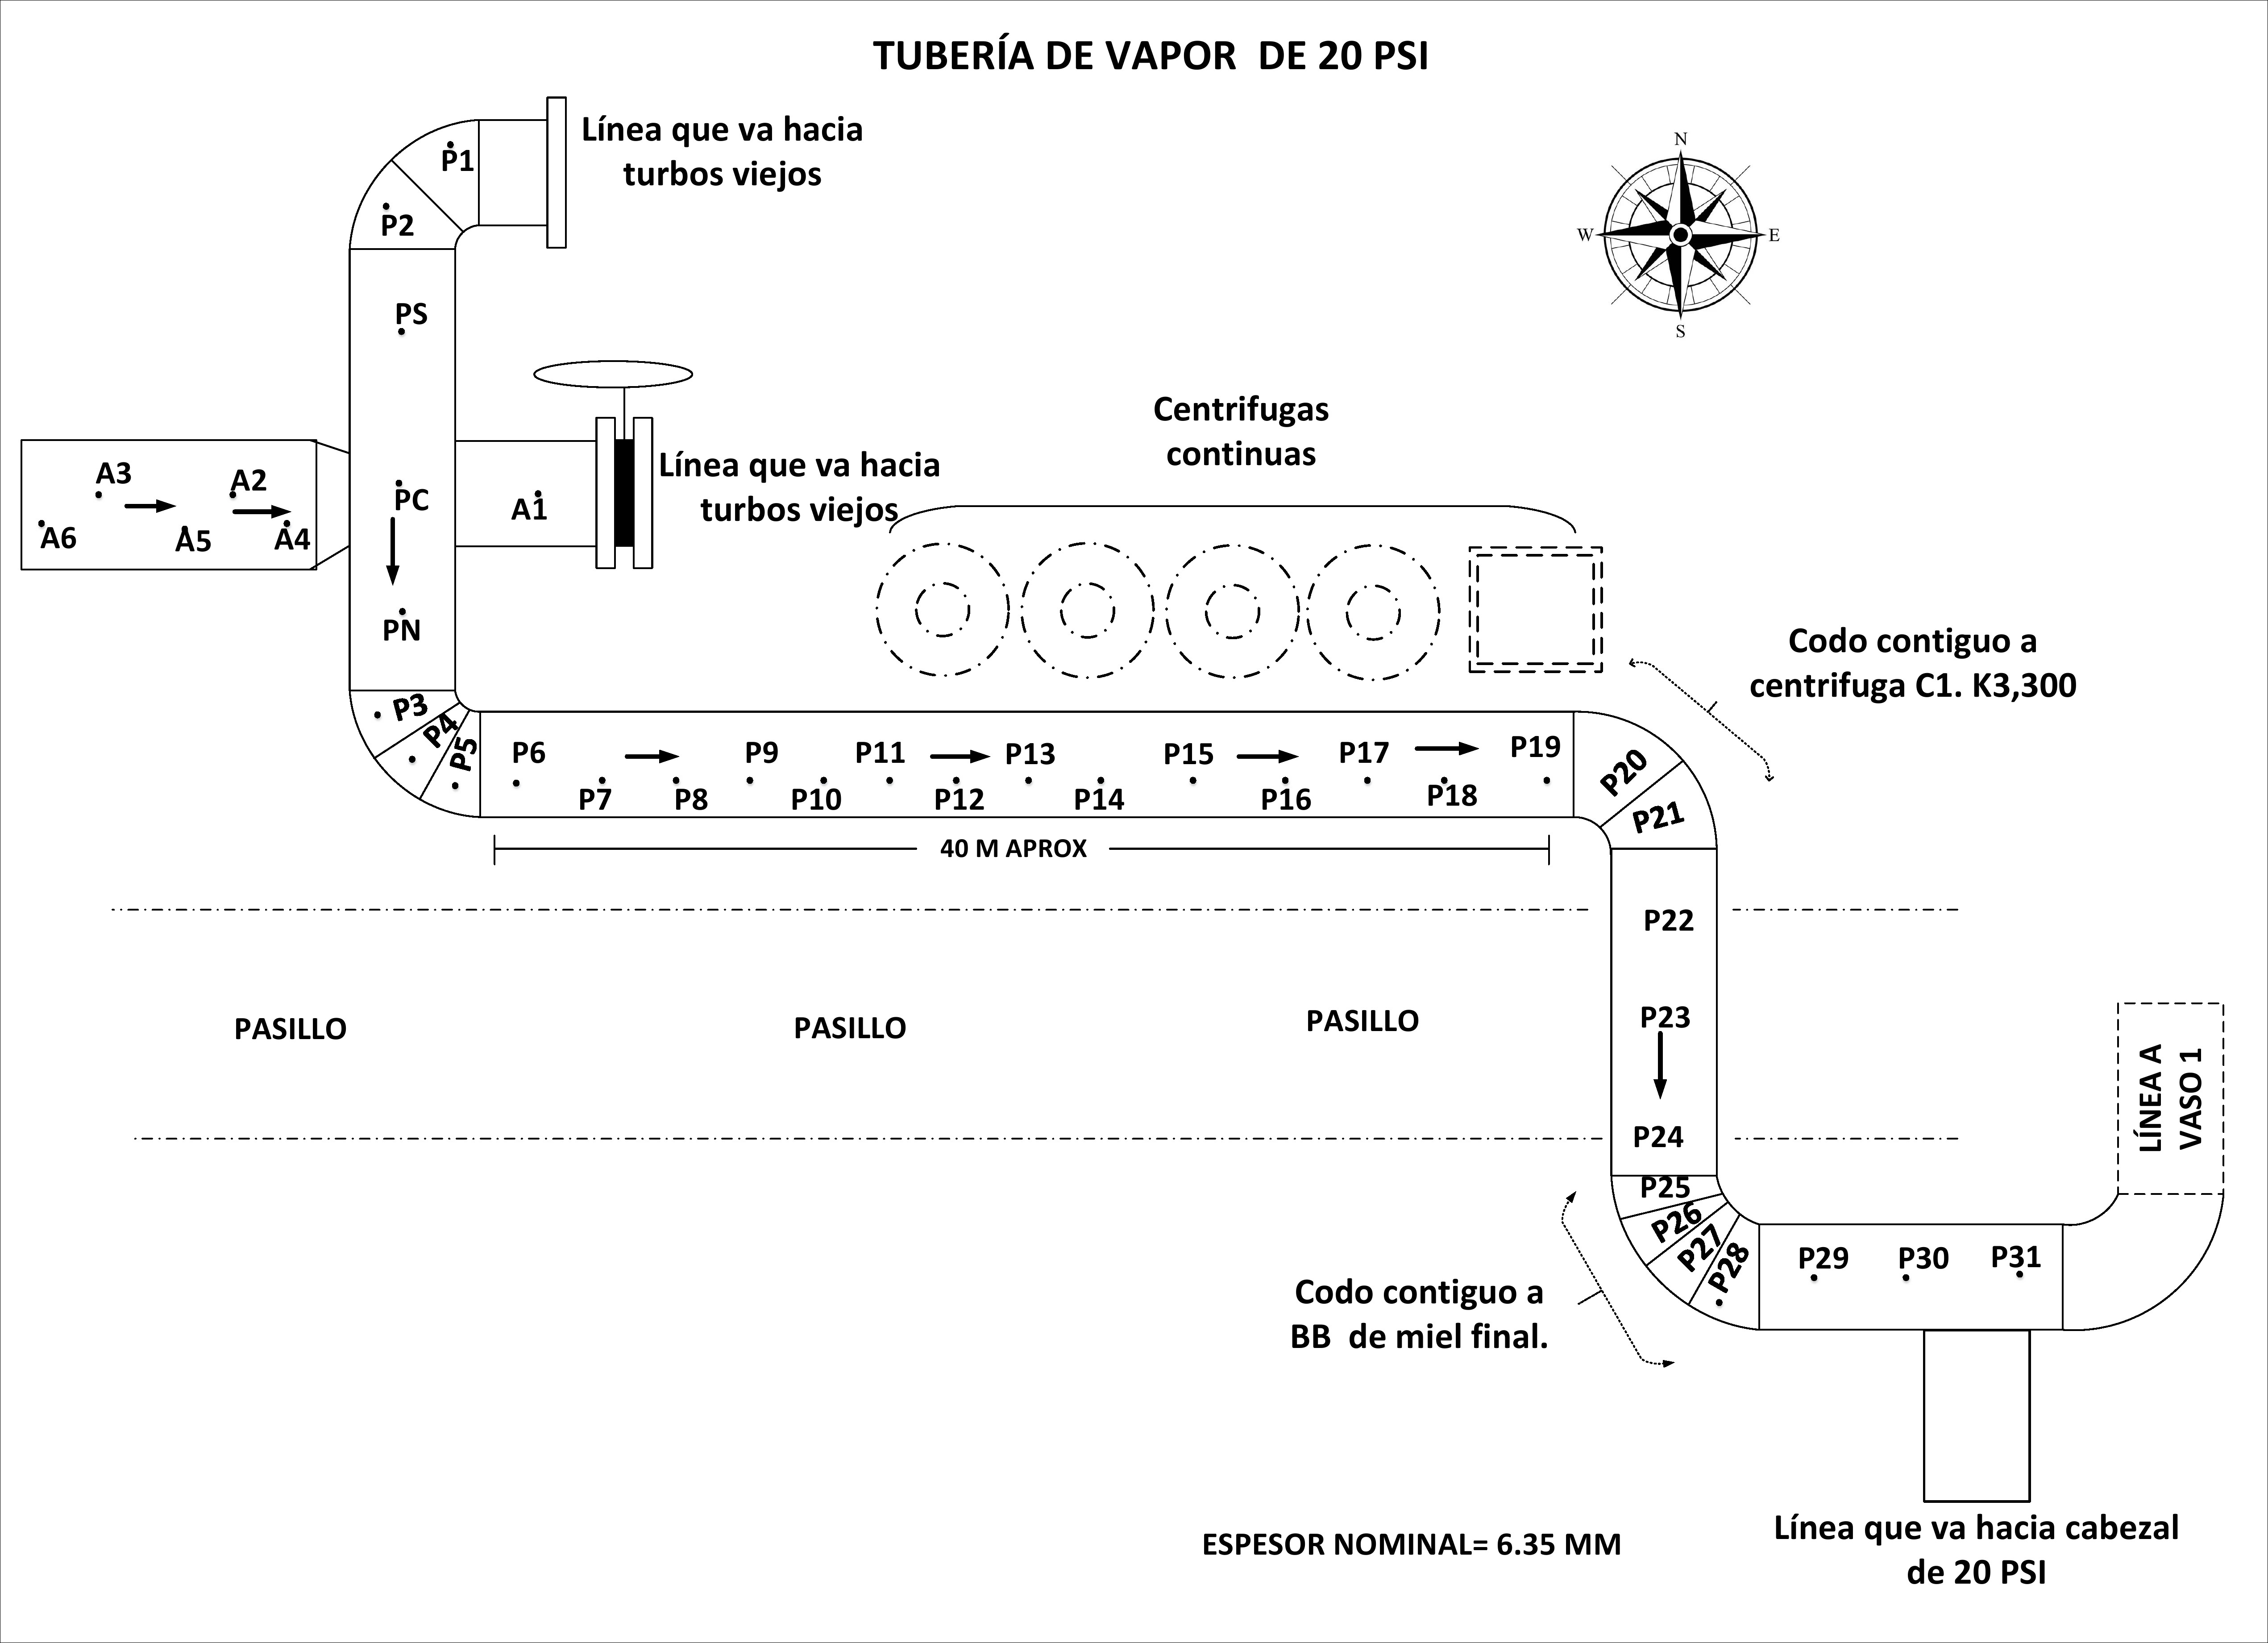 TUBERÍA DE VAPOR  DE 20 PSI
Línea que va hacia
turbos viejos
P1
P2
N
W
E
S
PS
Línea que va hacia
turbos viejos
Centrifugas
continuas
A3
A2
A6
A5
A4
PC
A1
PN
Codo contiguo a
centrifuga C1. K3,300
P3
P4
P5
P6
P9
P11
P13
P15
P17
P19
P7
P8
P10
P12
P14
P16
P18
P20
P21
40 M APROX
P22
PASILLO
PASILLO
PASILLO
P23
P24
LÍNEA A
VASO 1
P25
P26
P27
P28
P29
P30
P31
Codo contiguo a
BB  de miel final.
ESPESOR NOMINAL= 6.35 MM
Línea que va hacia cabezal
de 20 PSI